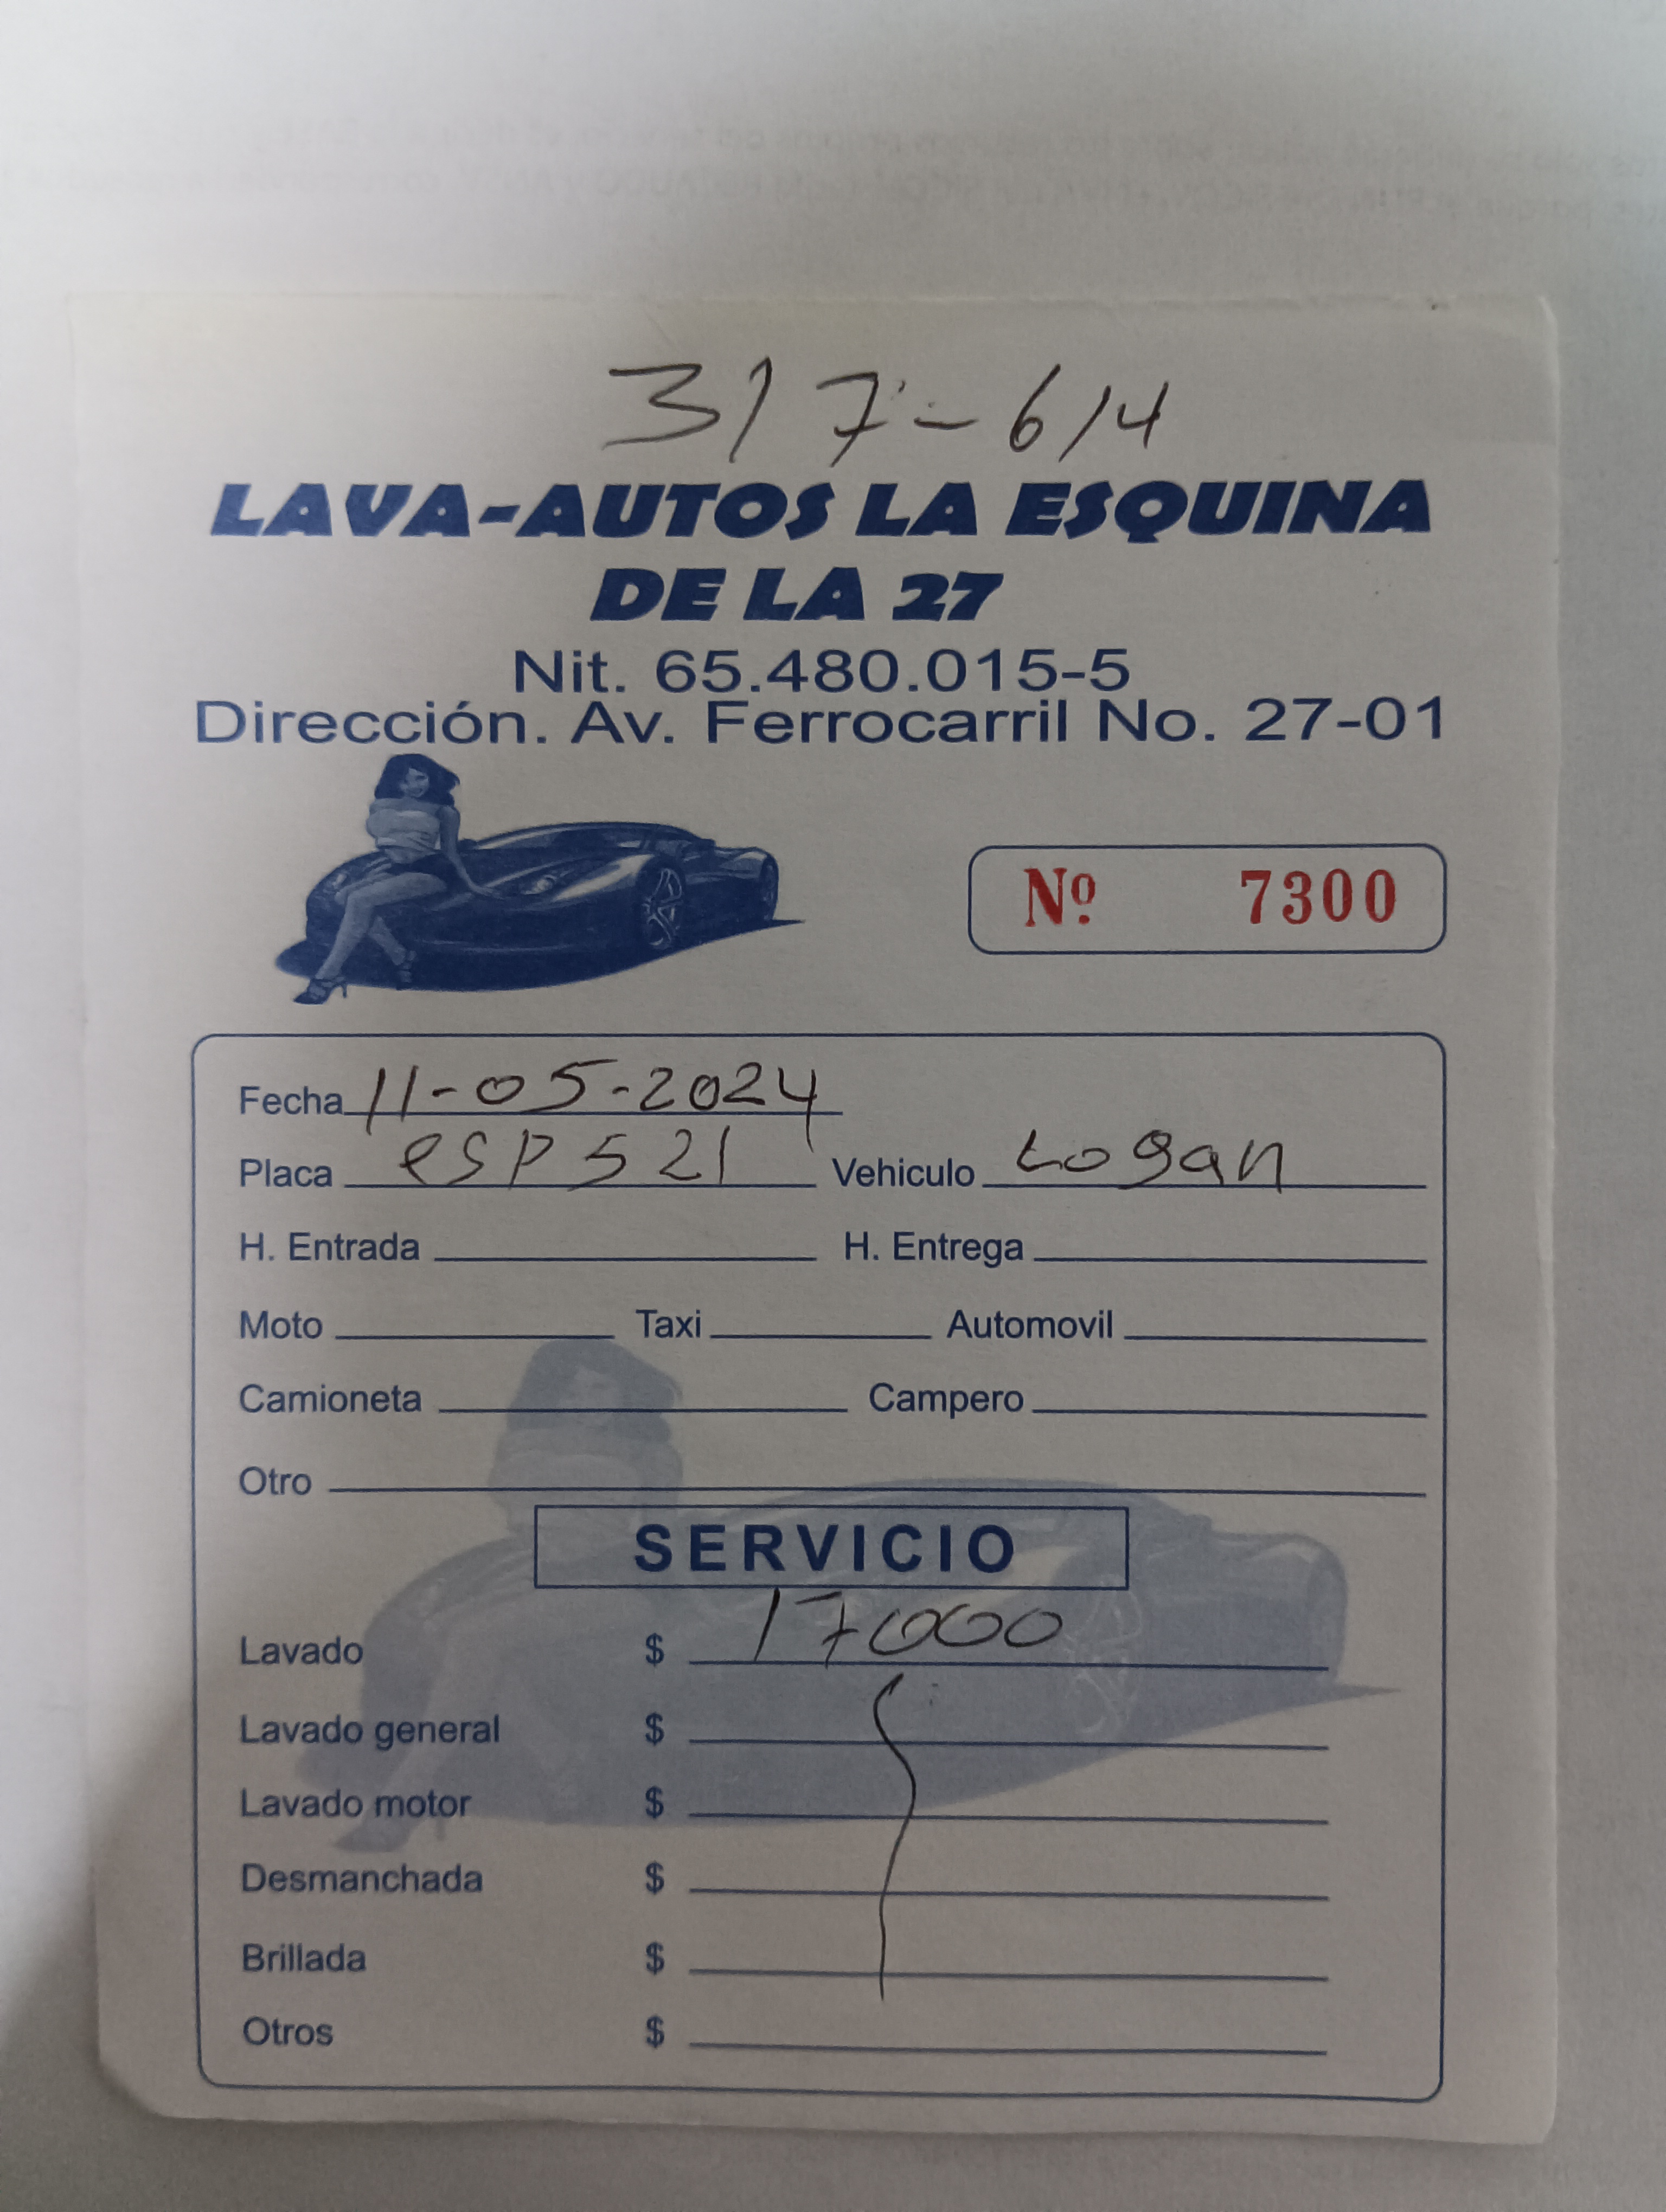 317-614
LAVA-AUTOS LA ESQUINA
DE LA 27
Nit. 65.480.015-5
Dirección. Av. Ferrocarril No. 27-01
Nº 7300
Fecha 11-05-2024
Placa esp521 Vehiculo Logan
H. Entrada H. Entrega
Moto Taxi Automovil
Camioneta Campero
Otro
SERVICIO
Lavado $ 17000
Lavado general $
Lavado motor $
Desmanchada $
Brillada $
Otros $